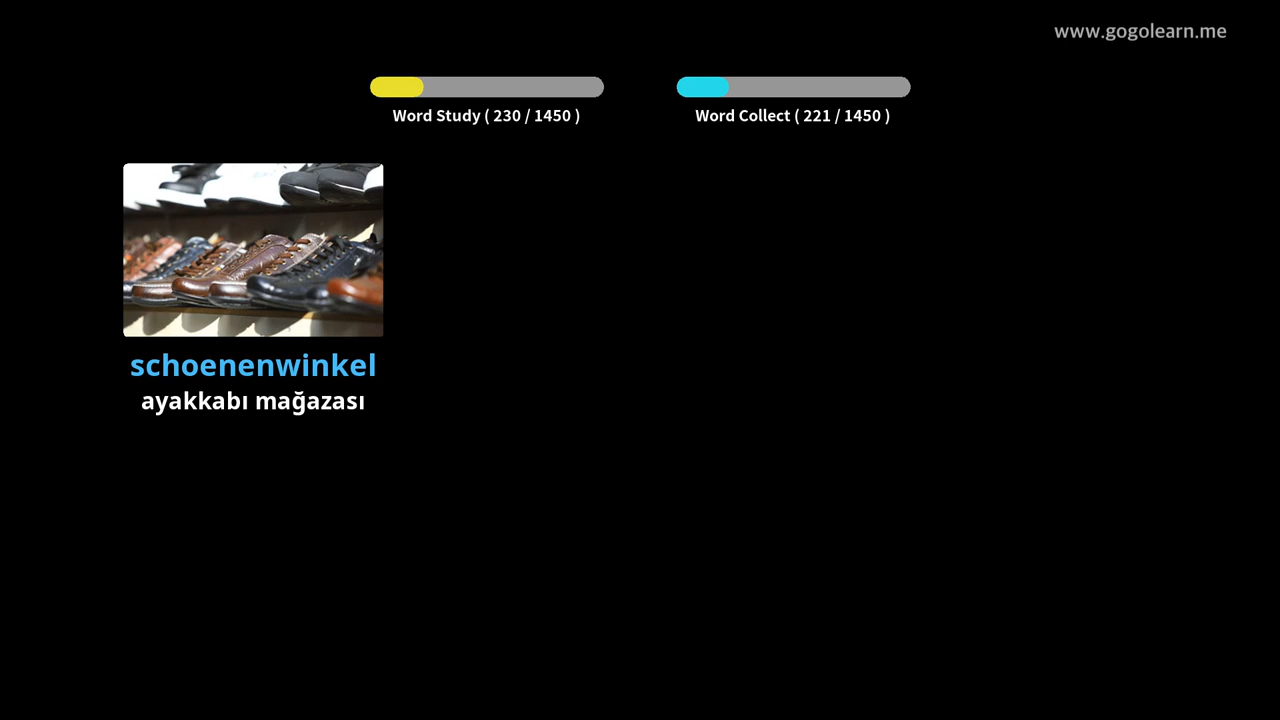 www.gogolearn.me
Word Study ( 230 / 1450 )
Word Collect ( 221 / 1450 )
schoenenwinkel
ayakkabı mağazası